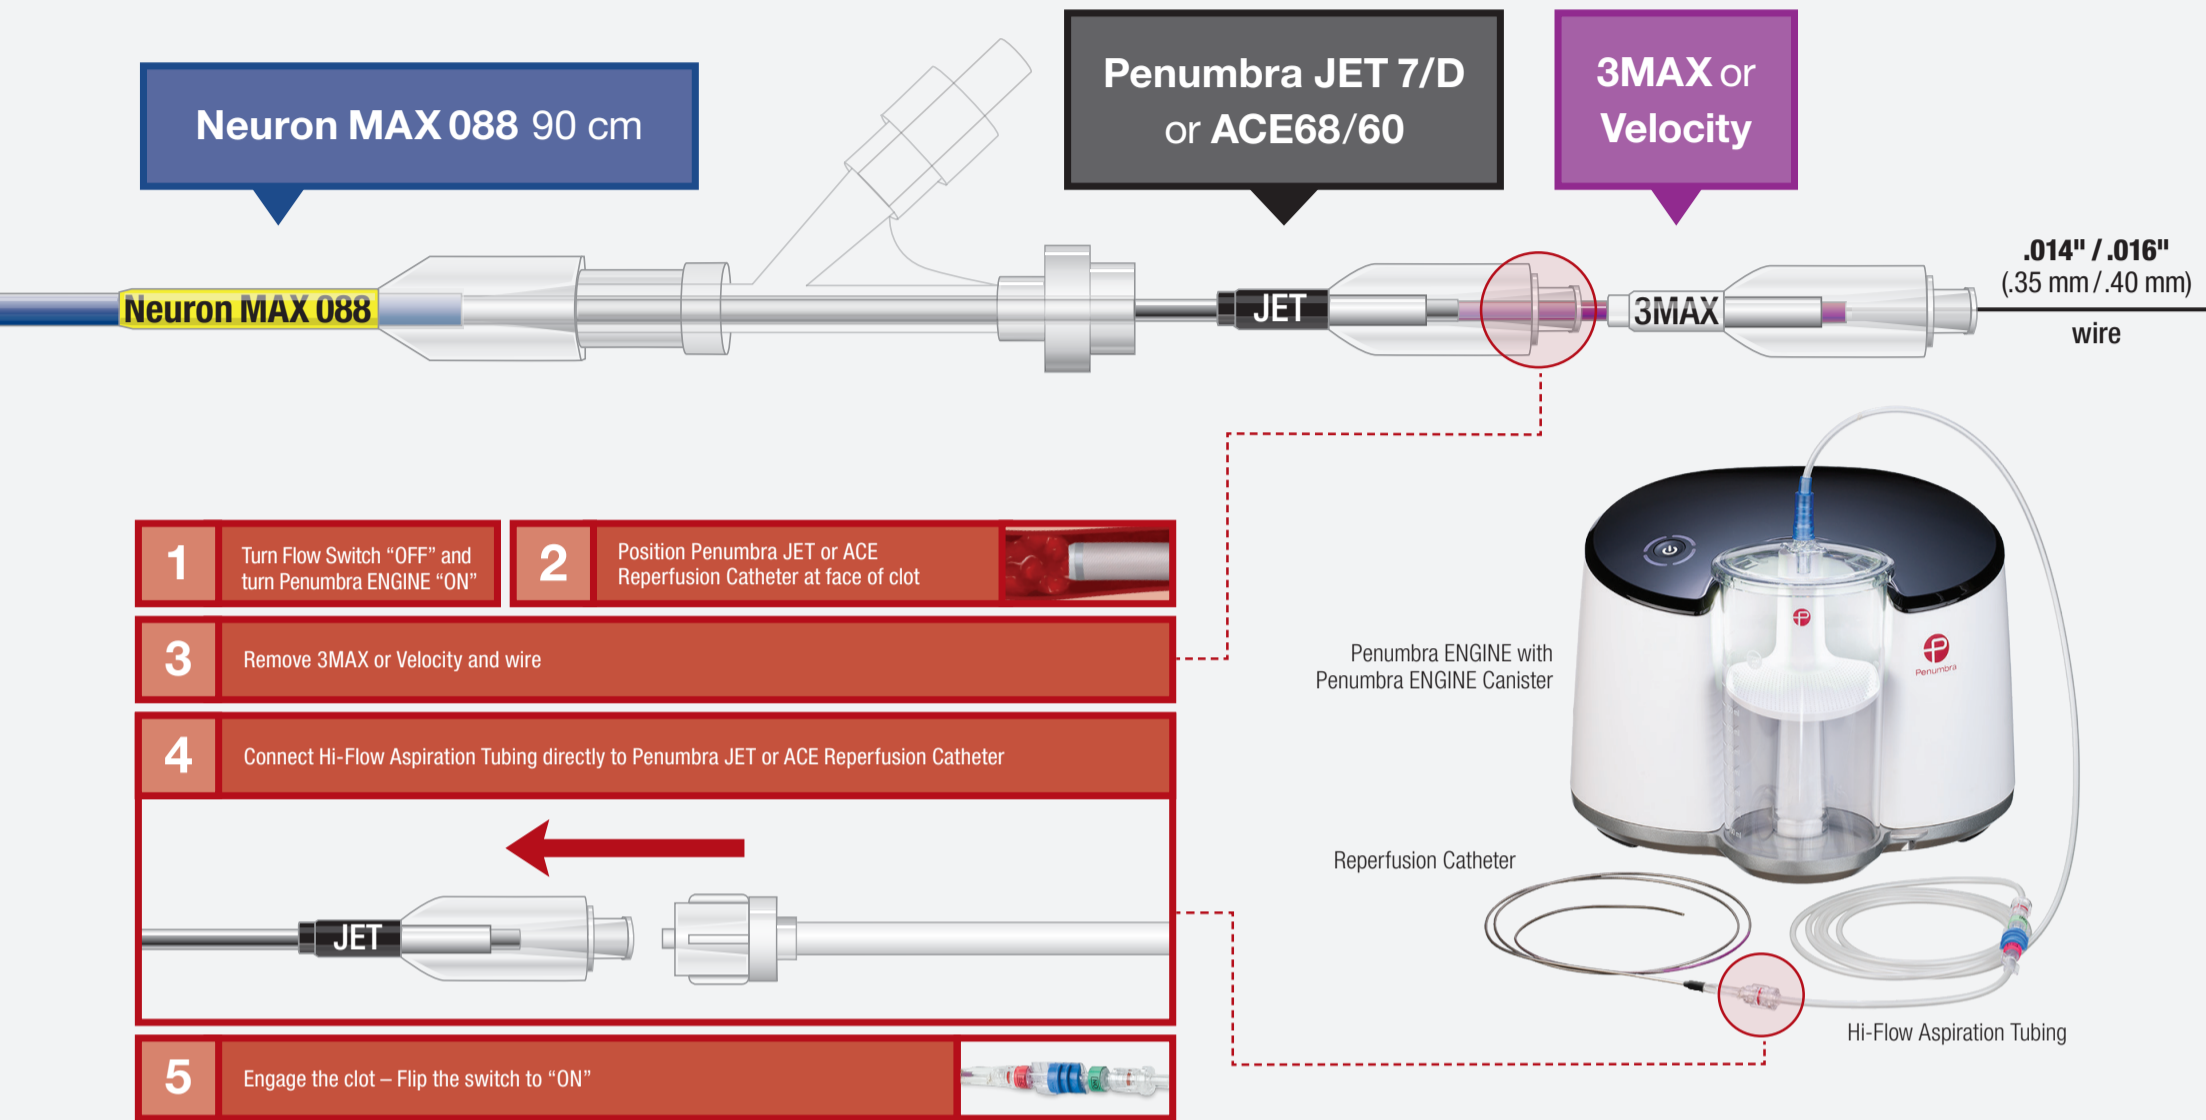 Neuron MAX 088 90 cm
Penumbra JET 7/D
or ACE68/60
3MAX or
Velocity
Neuron MAX 088
JET
3MAX
.014" / .016"
(.35 mm / .40 mm)
wire
1
Turn Flow Switch “OFF” and
turn Penumbra ENGINE “ON”
2
Position Penumbra JET or ACE
Reperfusion Catheter at face of clot
3
Remove 3MAX or Velocity and wire
4
Connect Hi-Flow Aspiration Tubing directly to Penumbra JET or ACE Reperfusion Catheter
JET
5
Engage the clot – Flip the switch to “ON”
Penumbra ENGINE with
Penumbra ENGINE Canister
Penumbra
Reperfusion Catheter
Hi-Flow Aspiration Tubing